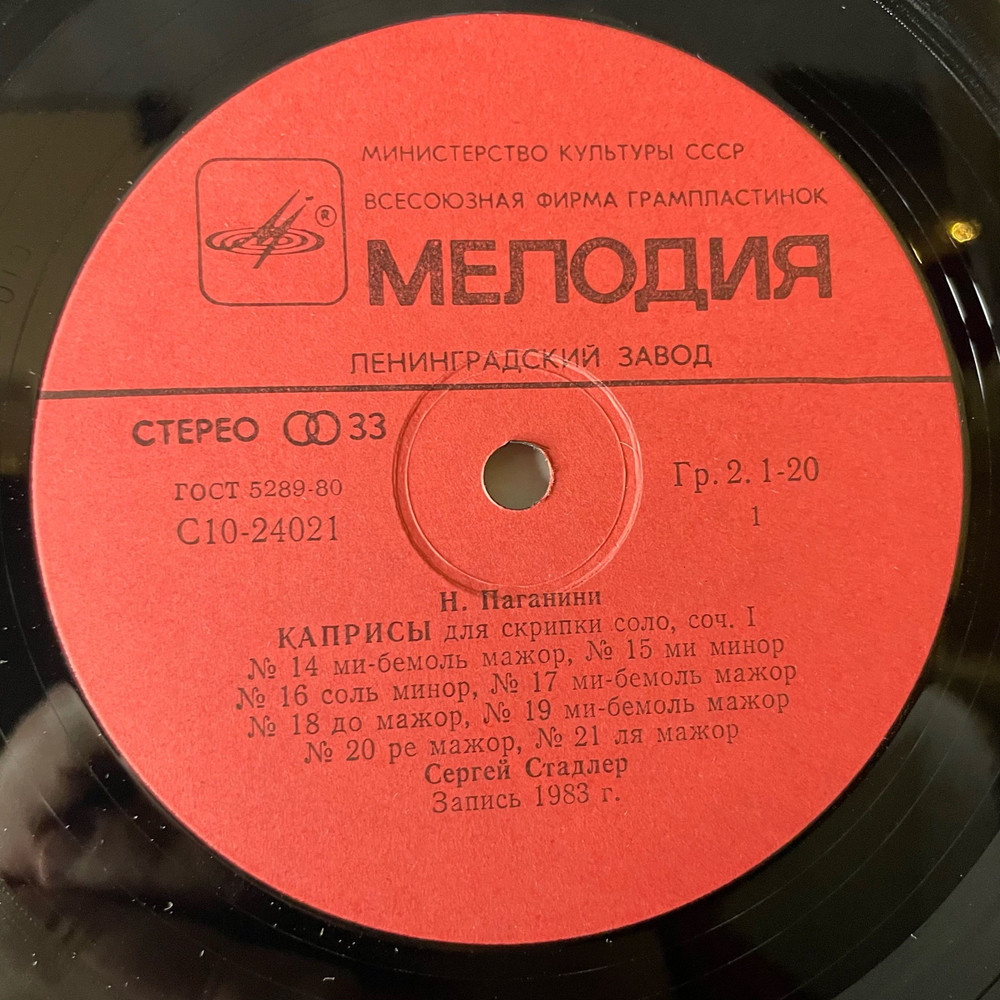 МИНИСТЕРСТВО КУЛЬТУРЫ СССР
ВСЕСОЮЗНАЯ ФИРМА ГРАМПЛАСТИНОК
®
МЕЛОДИЯ
ЛЕНИНГРАДСКИЙ ЗАВОД
СТЕРЕО 33
ГОСТ 5289-80
Гр. 2. 1-20
С10-24021
1
Н. Паганини
КАПРИСЫ для скрипки соло, соч. I
№ 14 ми-бемоль мажор, № 15 ми минор
№ 16 соль минор, № 17 ми-бемоль мажор
№ 18 до мажор, № 19 ми-бемоль мажор
№ 20 ре мажор, № 21 ля мажор
Сергей Стадлер
Запись 1983 г.